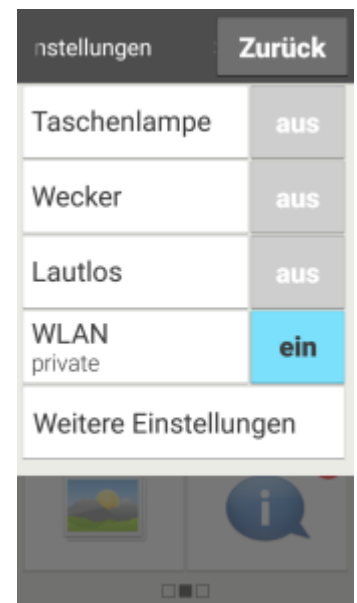 nstellungen
Zurück
Taschenlampe aus
Wecker aus
Lautlos aus
WLAN ein
private
Weitere Einstellungen
i